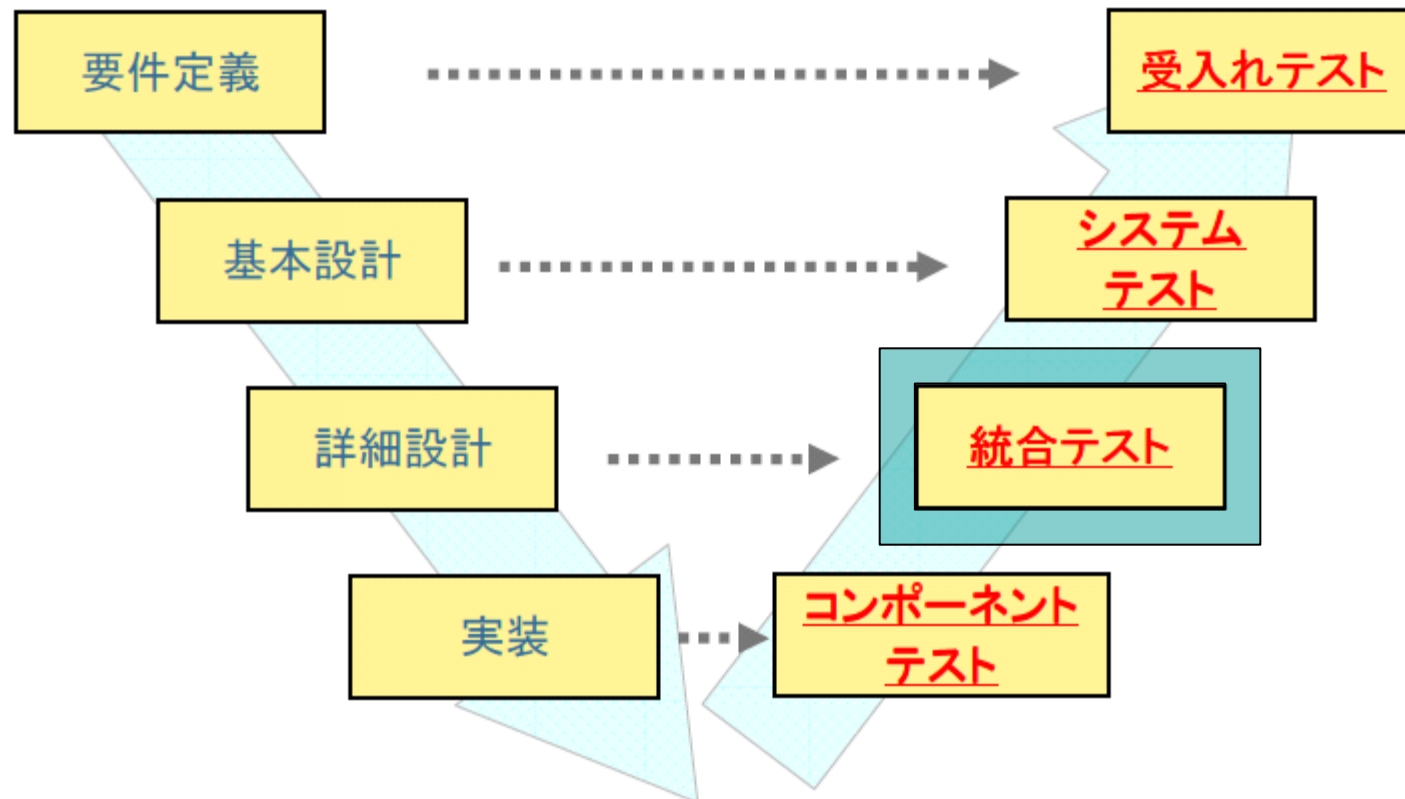 要件定義
受入れテスト
基本設計
システム
テスト
詳細設計
統合テスト
実装
コンポーネント
テスト